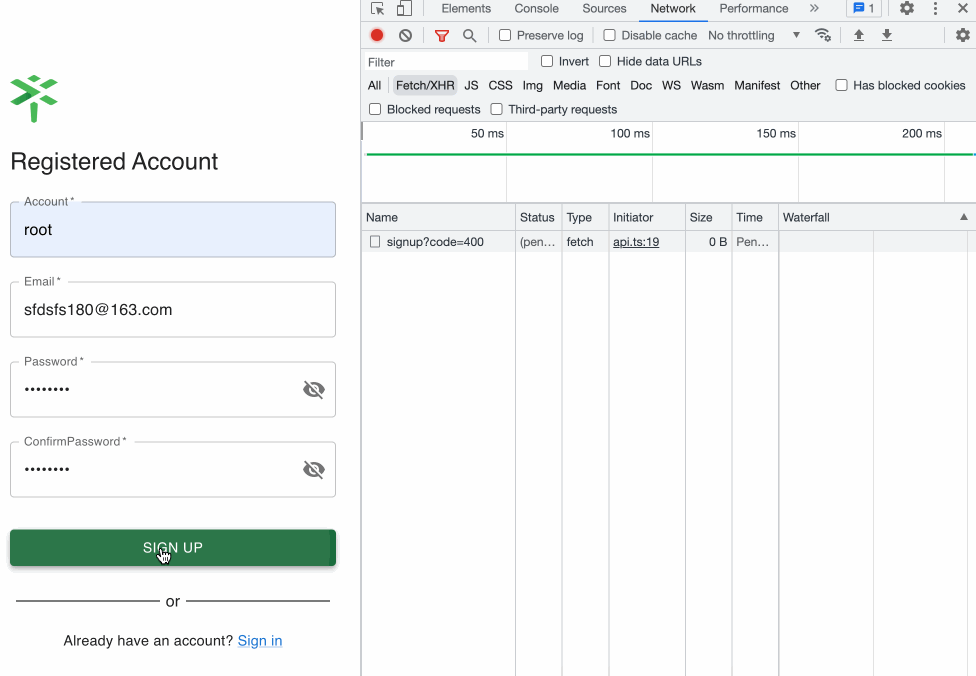 Registered Account
Account *
root
Email *
sfdsfs180@163.com
Password *
••••••••
ConfirmPassword *
••••••••
SIGN UP
or
Already have an account? Sign in
Elements Console Sources Network Performance » 1
Preserve log Disable cache No throttling
Filter Invert Hide data URLs
All Fetch/XHR JS CSS Img Media Font Doc WS Wasm Manifest Other Has blocked cookies
Blocked requests Third-party requests
50 ms 100 ms 150 ms 200 ms
Name Status Type Initiator Size Time Waterfall
signup?code=400 (pen... fetch api.ts:19 0 B Pen...